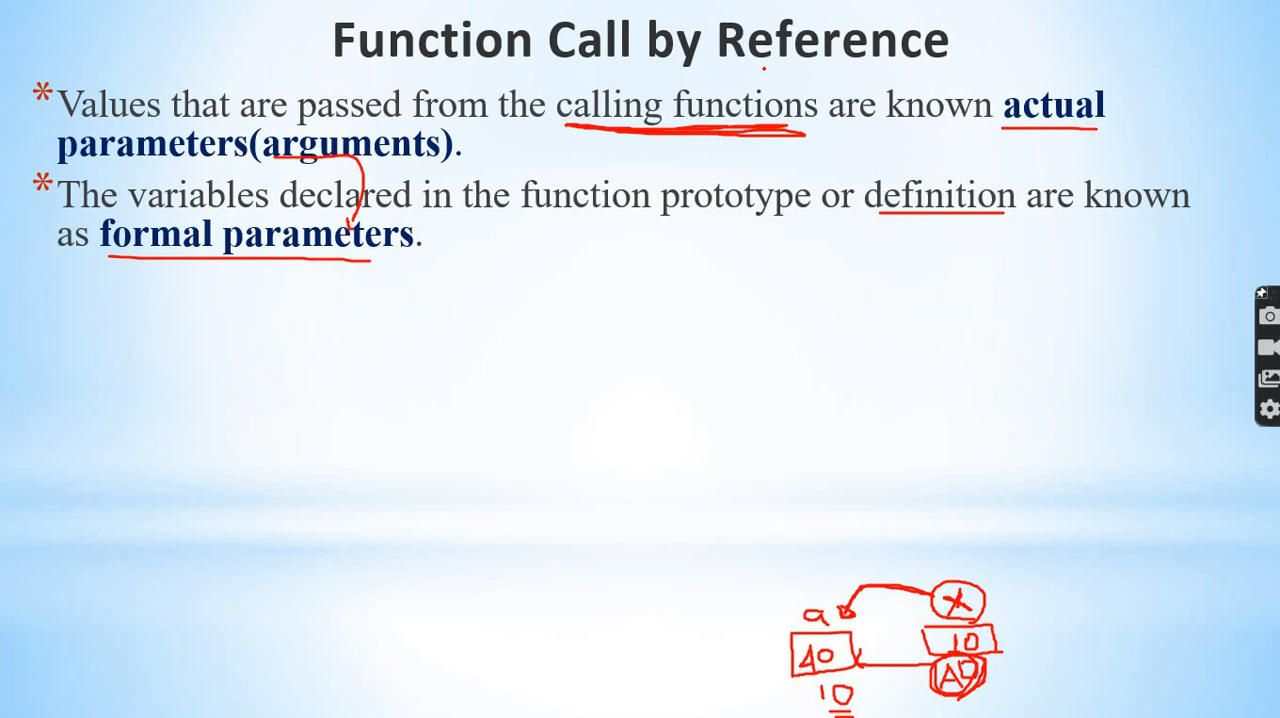 Function Call by Reference
* Values that are passed from the calling functions are known actual
parameters(arguments).
* The variables declared in the function prototype or definition are known
as formal parameters.
a
40
10
10